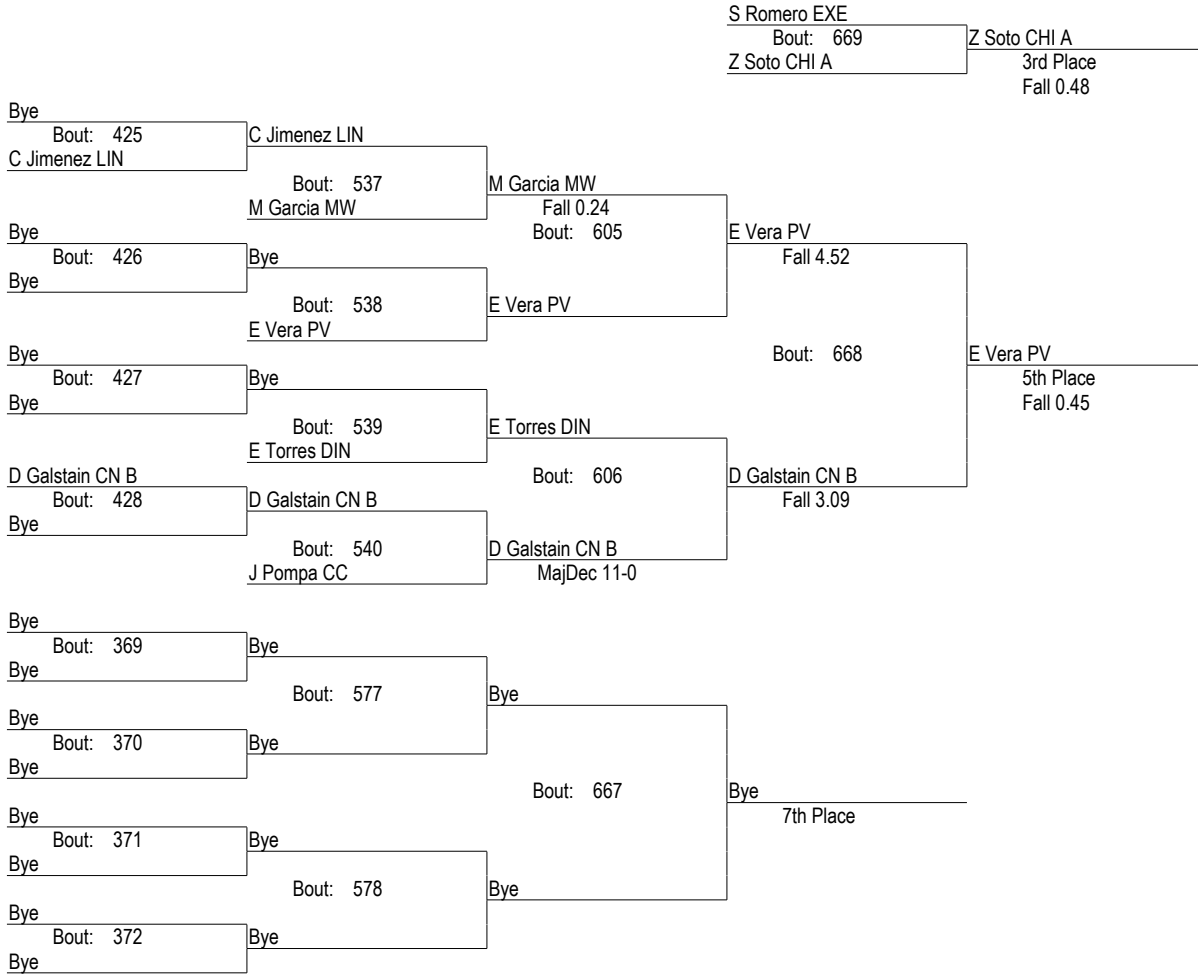 S Romero EXE
Bout: 669
Z Soto CHI A
Z Soto CHI A
3rd Place
Fall 0.48
Bye
Bout: 425
C Jimenez LIN
C Jimenez LIN
Bout: 537
M Garcia MW
M Garcia MW
Fall 0.24
Bout: 605
Bye
Bout: 426
Bye
Bye
Bout: 538
E Vera PV
E Vera PV
E Vera PV
Fall 4.52
Bout: 668
E Vera PV
5th Place
Fall 0.45
Bye
Bout: 427
Bye
Bye
Bout: 539
E Torres DIN
E Torres DIN
Bout: 606
D Galstain CN B
Fall 3.09
D Galstain CN B
Bout: 428
Bye
D Galstain CN B
Bout: 540
J Pompa CC
D Galstain CN B
MajDec 11-0
Bye
Bout: 369
Bye
Bye
Bout: 577
Bye
Bye
Bout: 370
Bye
Bye
Bout: 667
Bye
7th Place
Bye
Bout: 371
Bye
Bye
Bout: 578
Bye
Bye
Bout: 372
Bye
Bye